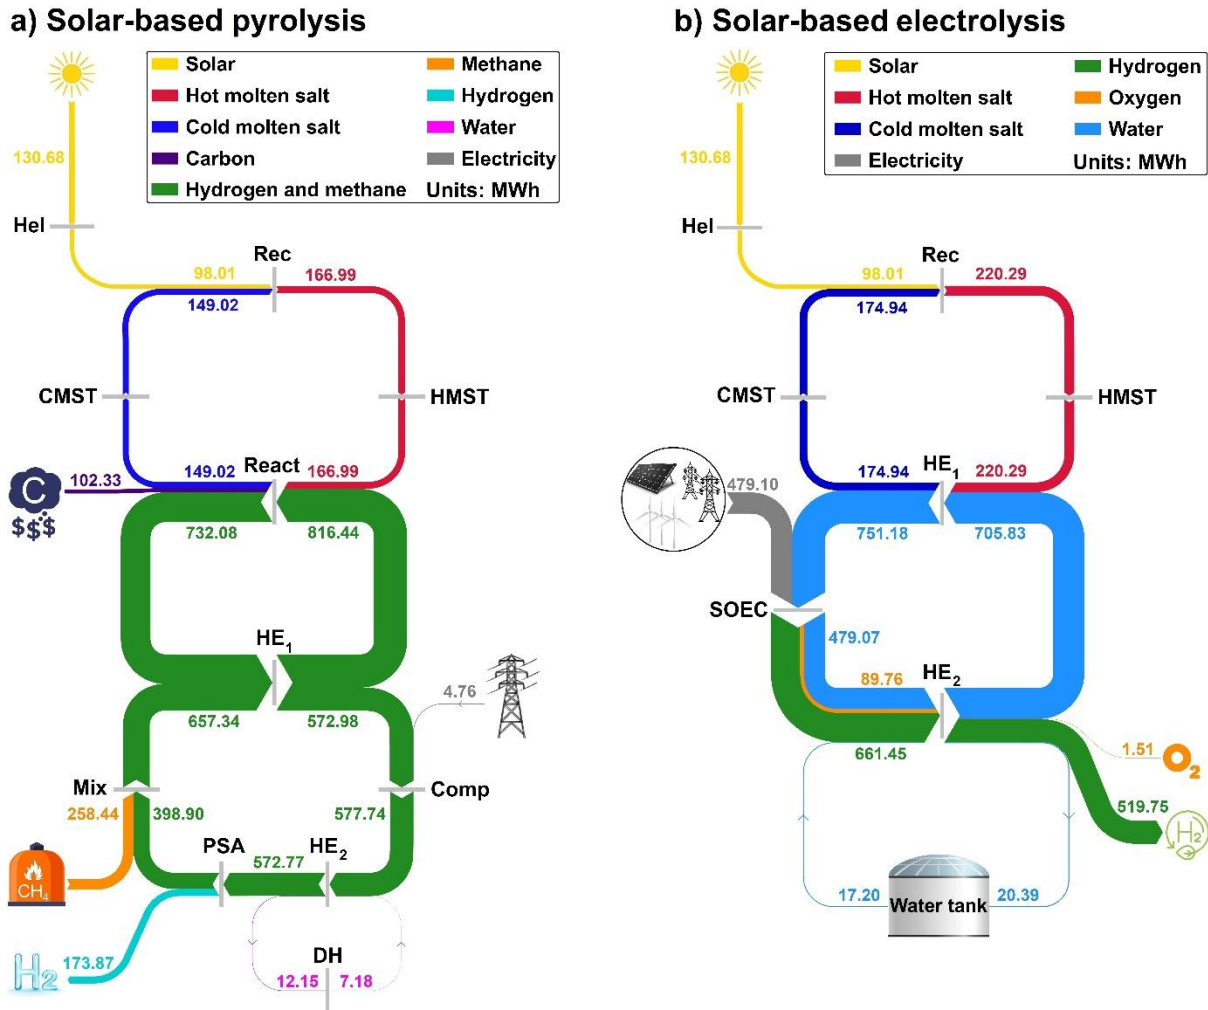 a) Solar-based pyrolysis
Solar
Hot molten salt
Cold molten salt
Carbon
Hydrogen and methane
Methane
Hydrogen
Water
Electricity
Units: MWh
130.68
Hel
Rec
98.01
166.99
149.02
CMST
HMST
React
102.33
149.02
166.99
C
$$$
732.08
816.44
HE1
4.76
657.34
572.98
Mix
Comp
258.44
398.90
577.74
PSA
572.77
HE2
CH4
H2
173.87
DH
12.15
7.18
b) Solar-based electrolysis
Solar
Hot molten salt
Cold molten salt
Electricity
Hydrogen
Oxygen
Water
Units: MWh
130.68
Hel
Rec
98.01
220.29
174.94
CMST
HMST
HE1
174.94
220.29
479.10
751.18
705.83
SOEC
479.07
HE2
89.76
661.45
1.51
O2
519.75
H2
17.20
Water tank
20.39